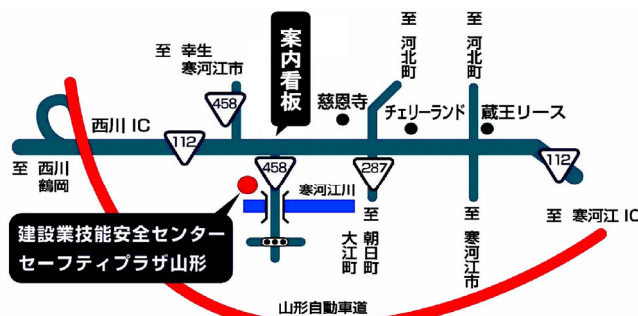 至 幸生
寒河江市
458
案内看板
至 河北町
至 河北町
慈恩寺
チェリーランド
蔵王リース
西川 IC
112
至 西川
鶴岡
458
寒河江川
287
112
建設業技能安全センター
セーフティプラザ山形
至 朝日町
大江町
至 寒河江市
至 寒河江 IC
山形自動車道